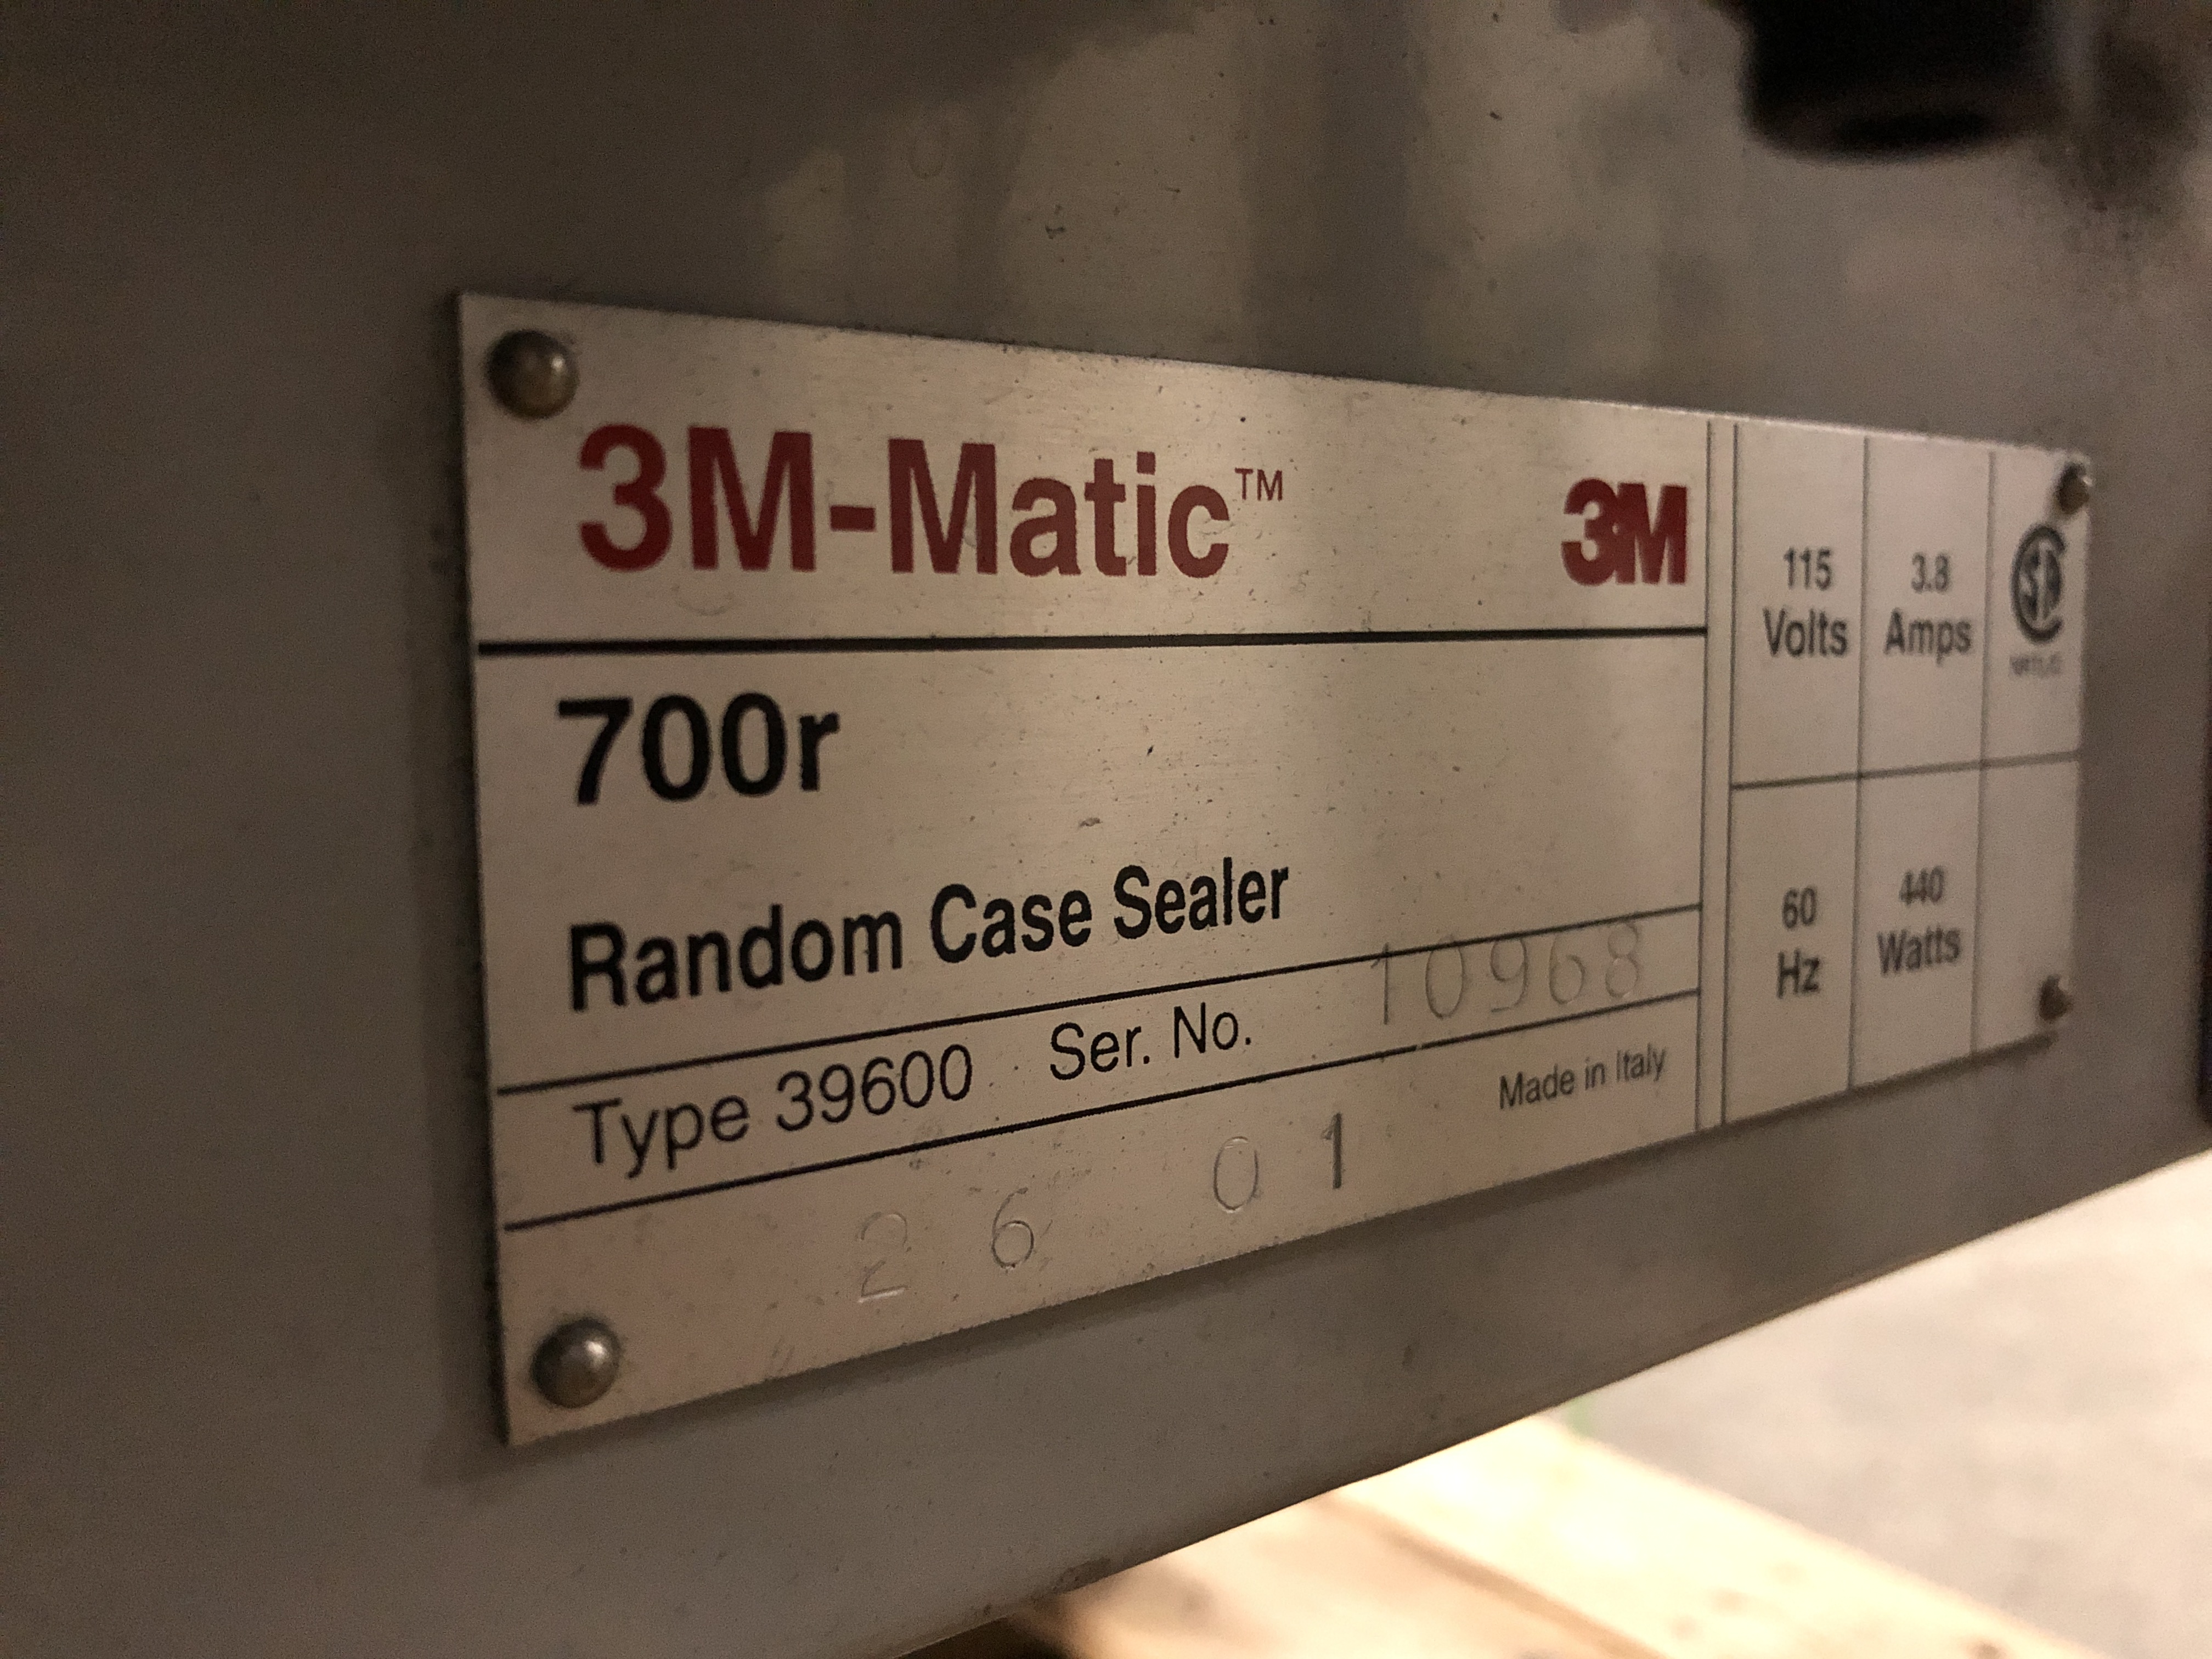 3M-Matic™
3M
700r
Random Case Sealer
Type 39600 Ser. No. 10968
Made in Italy
26 01
115
Volts
3.8
Amps
60
Hz
440
Watts